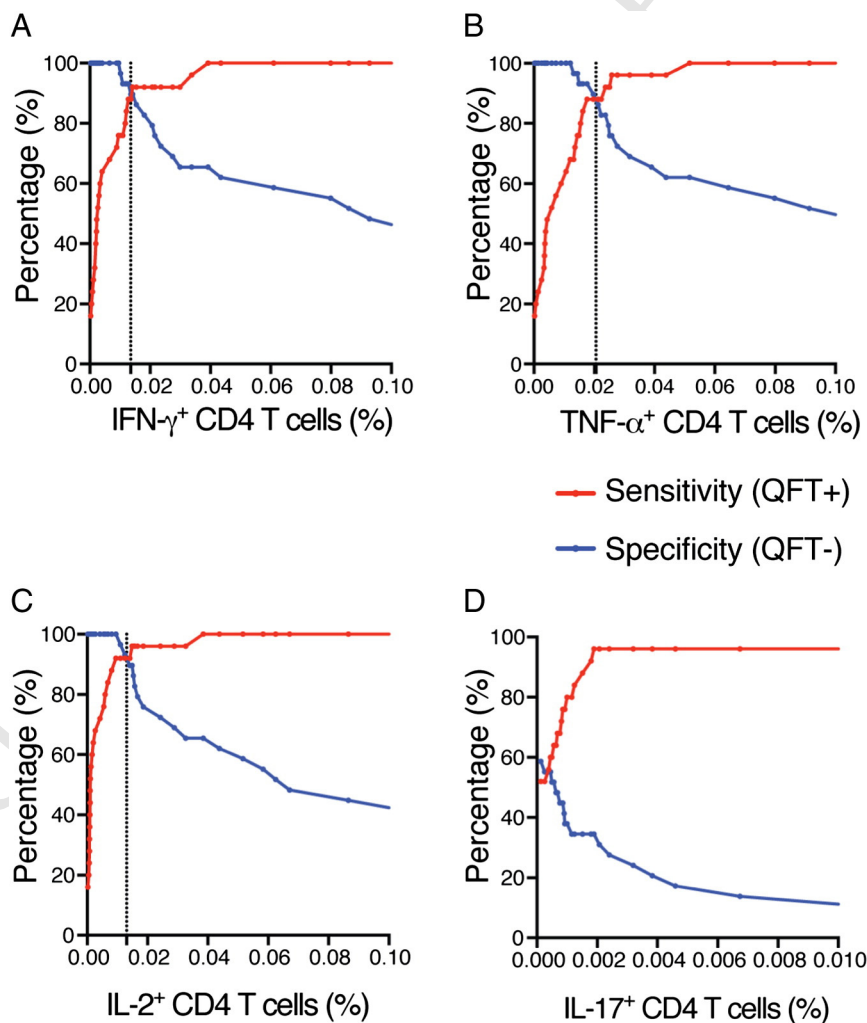 A
Percentage (%)
100
80
60
40
20
0
0.00 0.02 0.04 0.06 0.08 0.10
IFN-γ⁺ CD4 T cells (%)
B
Percentage (%)
100
80
60
40
20
0
0.00 0.02 0.04 0.06 0.08 0.10
TNF-α⁺ CD4 T cells (%)
Sensitivity (QFT+)
Specificity (QFT-)
C
Percentage (%)
100
80
60
40
20
0
0.00 0.02 0.04 0.06 0.08 0.10
IL-2⁺ CD4 T cells (%)
D
Percentage (%)
100
80
60
40
20
0
0.000 0.002 0.004 0.006 0.008 0.010
IL-17⁺ CD4 T cells (%)